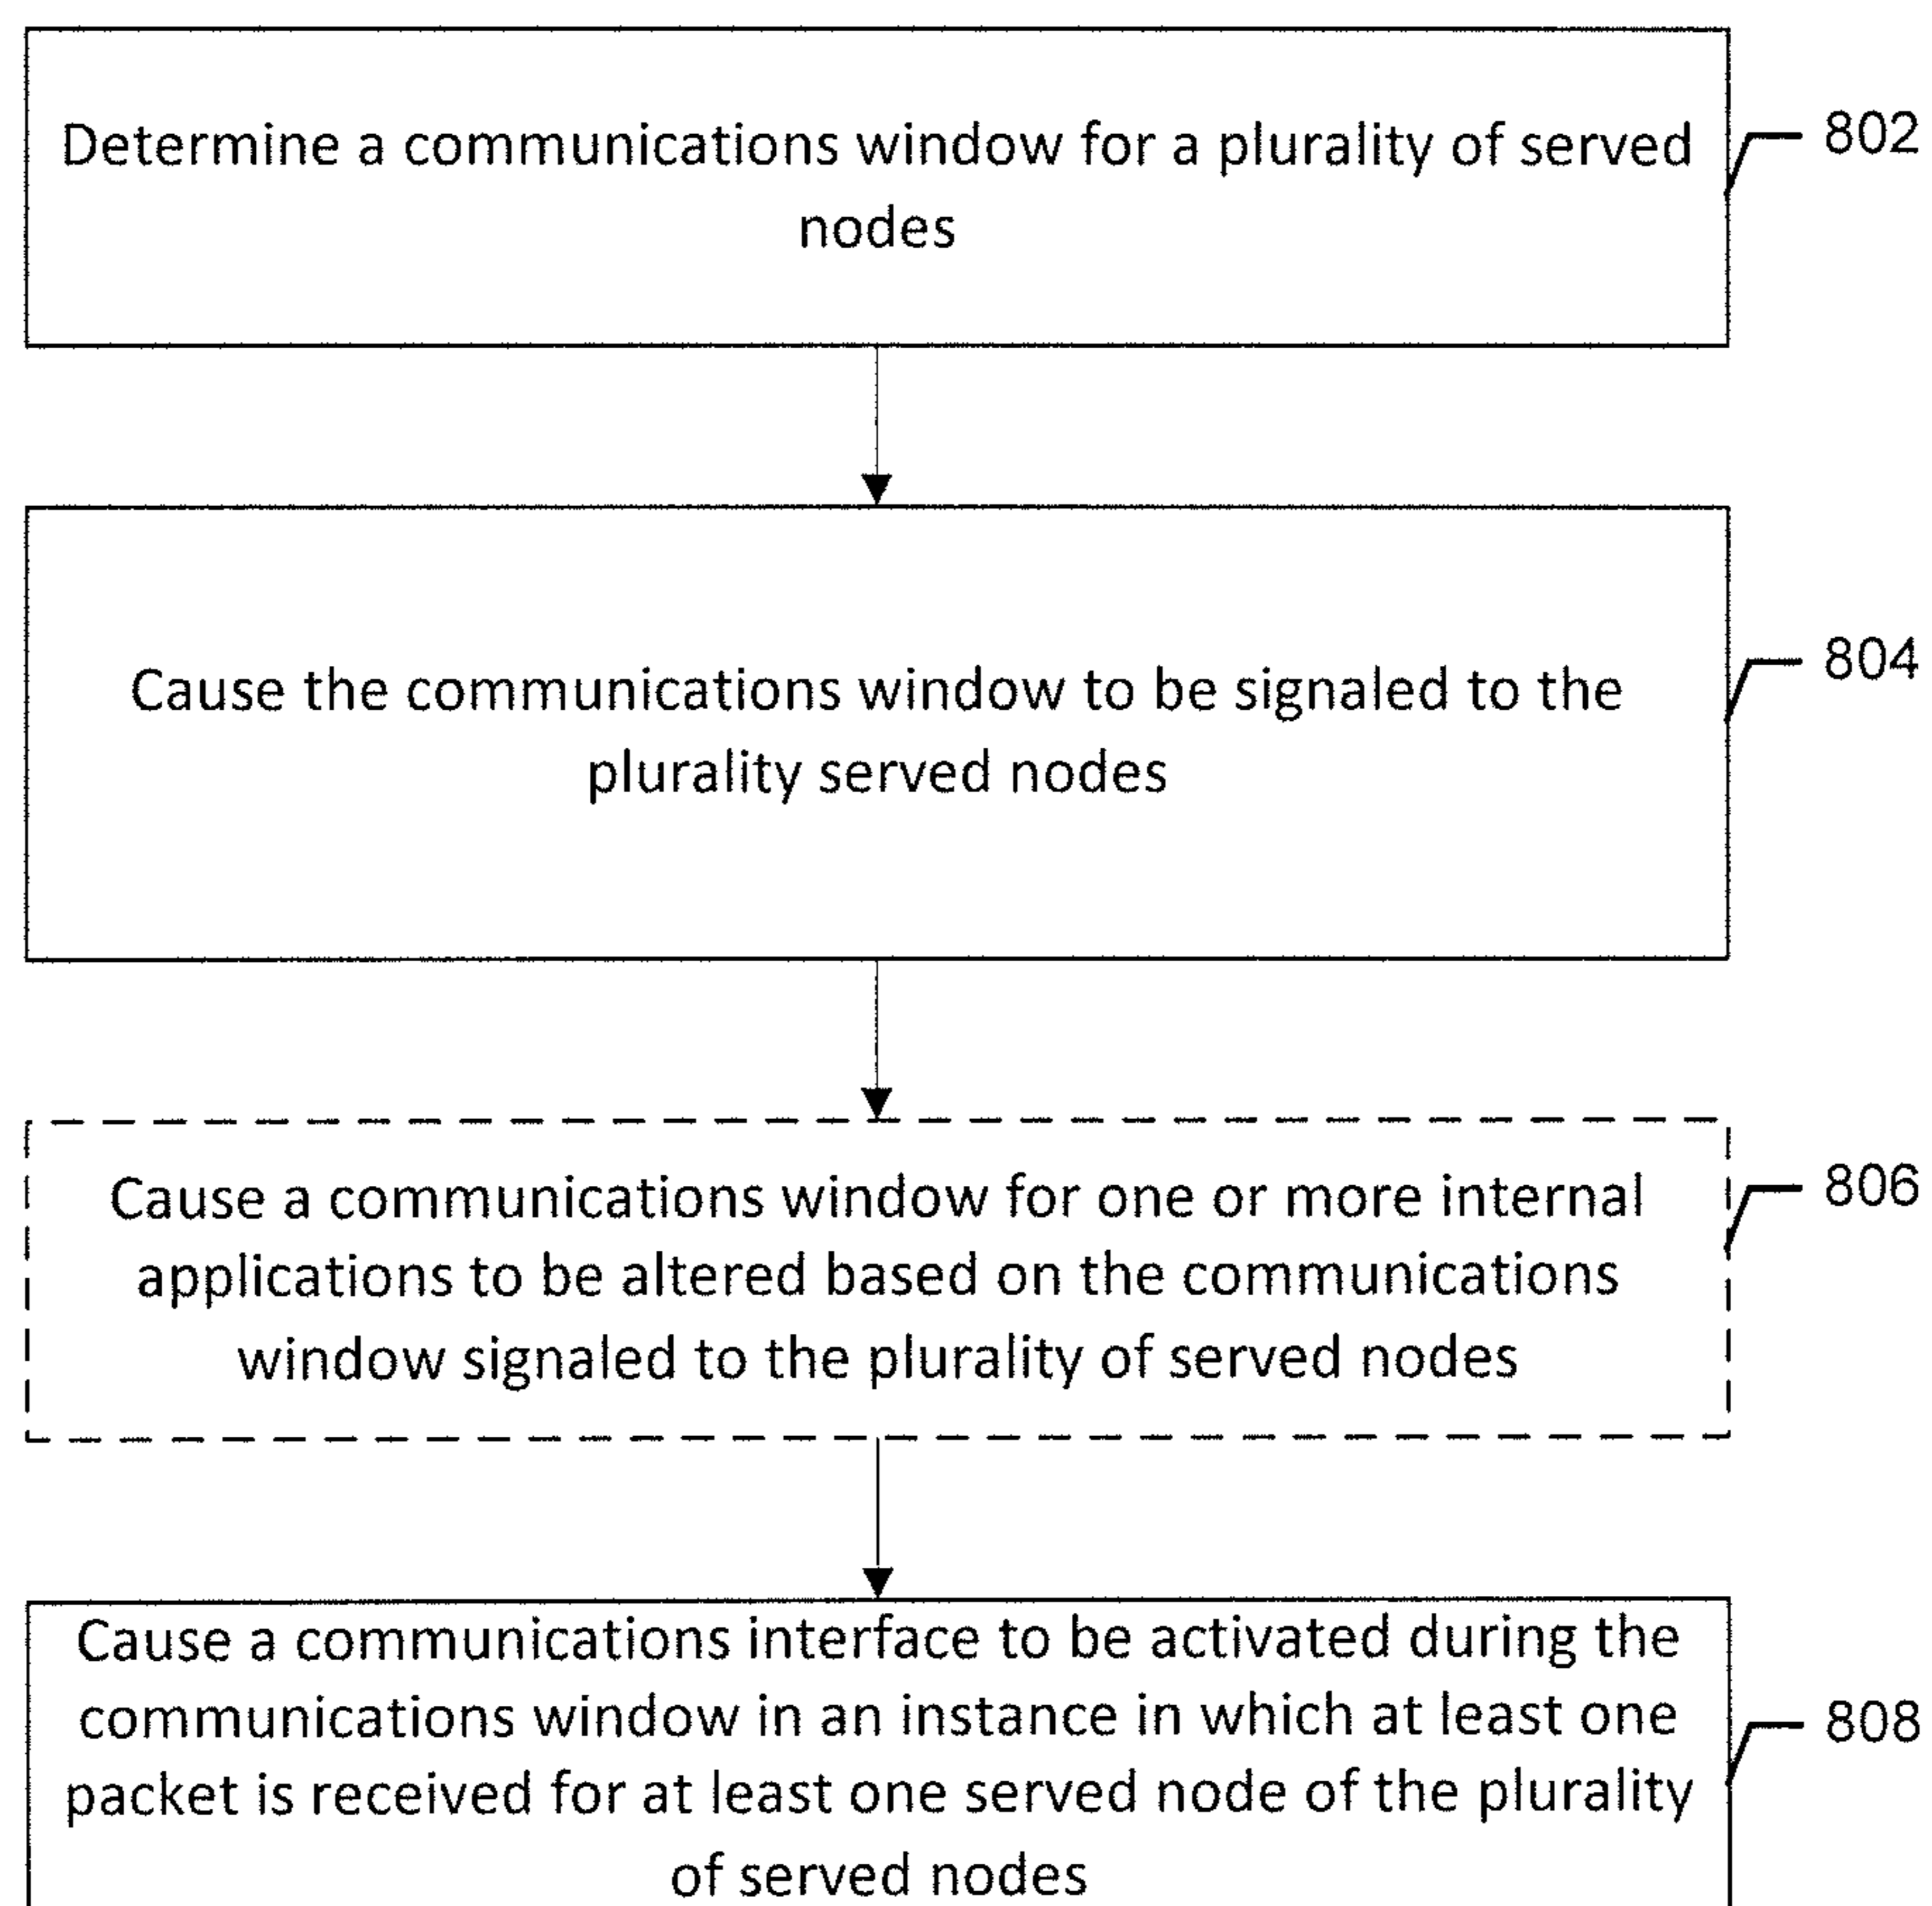 Determine a communications window for a plurality of served
nodes
802
Cause the communications window to be signaled to the
plurality served nodes
804
Cause a communications window for one or more internal
applications to be altered based on the communications
window signaled to the plurality of served nodes
806
Cause a communications interface to be activated during the
communications window in an instance in which at least one
packet is received for at least one served node of the plurality
of served nodes
808